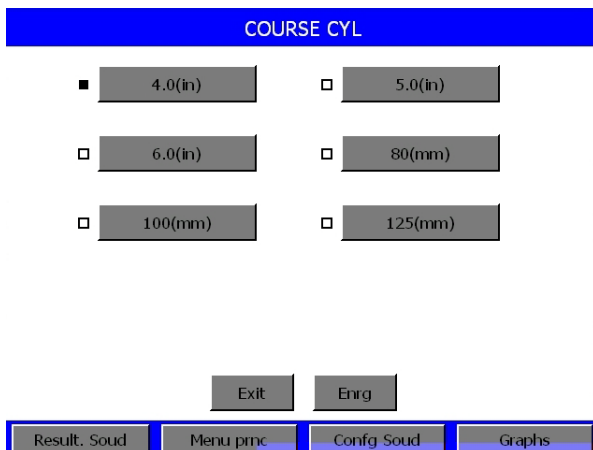 COURSE CYL
4.0(in) 5.0(in)
6.0(in) 80(mm)
100(mm) 125(mm)
Exit Enrg
Result. Soud Menu prnc Confg Soud Graphs